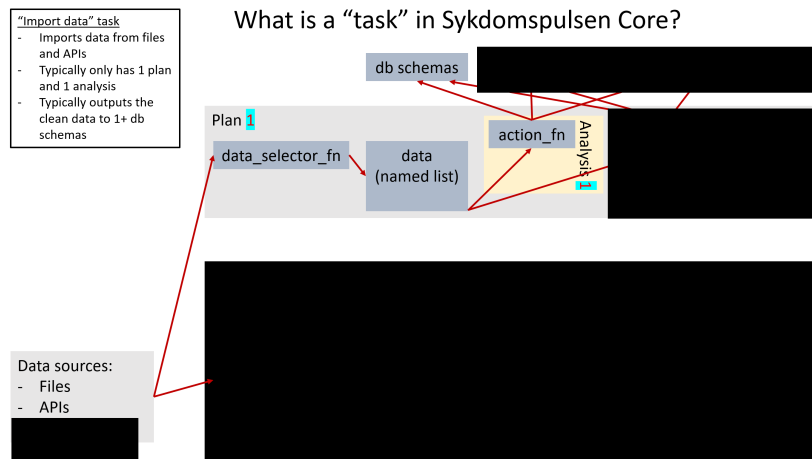 What is a “task” in Sykdomspulsen Core?
“Import data” task
- Imports data from files
and APIs
- Typically only has 1 plan
and 1 analysis
- Typically outputs the
clean data to 1+ db
schemas
db schemas
Plan 1
data_selector_fn
data
(named list)
action_fn
Analysis 1
Data sources:
- Files
- APIs